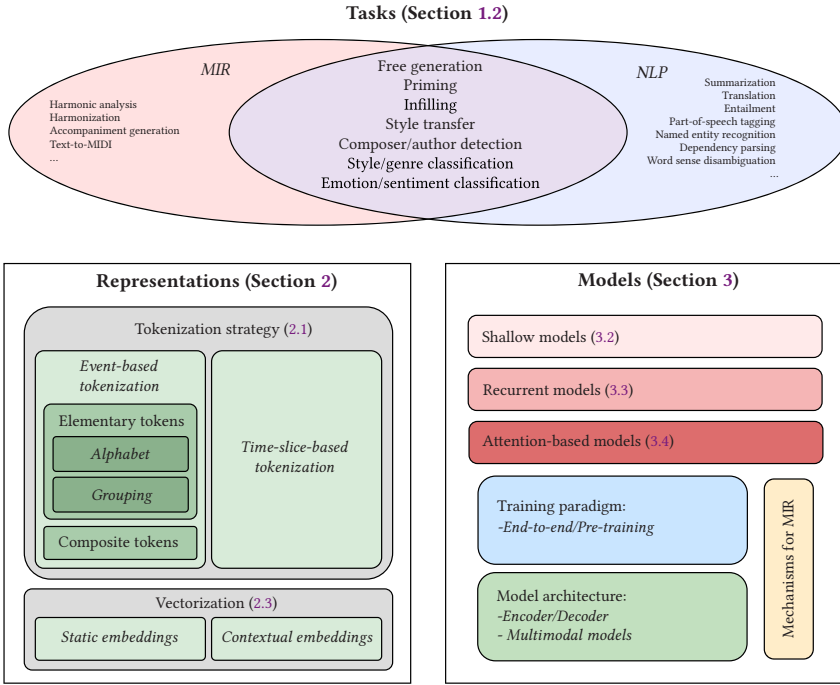 Tasks (Section 1.2)
MIR
Harmonic analysis
Harmonization
Accompaniment generation
Text-to-MIDI
...
Free generation
Priming
Infilling
Style transfer
Composer/author detection
Style/genre classification
Emotion/sentiment classification
NLP
Summarization
Translation
Entailment
Part-of-speech tagging
Named entity recognition
Dependency parsing
Word sense disambiguation
...
Representations (Section 2)
Tokenization strategy (2.1)
Event-based
tokenization
Elementary tokens
Alphabet
Grouping
Composite tokens
Time-slice-based
tokenization
Vectorization (2.3)
Static embeddings
Contextual embeddings
Models (Section 3)
Shallow models (3.2)
Recurrent models (3.3)
Attention-based models (3.4)
Training paradigm:
-End-to-end/Pre-training
Model architecture:
-Encoder/Decoder
- Multimodal models
Mechanisms for MIR